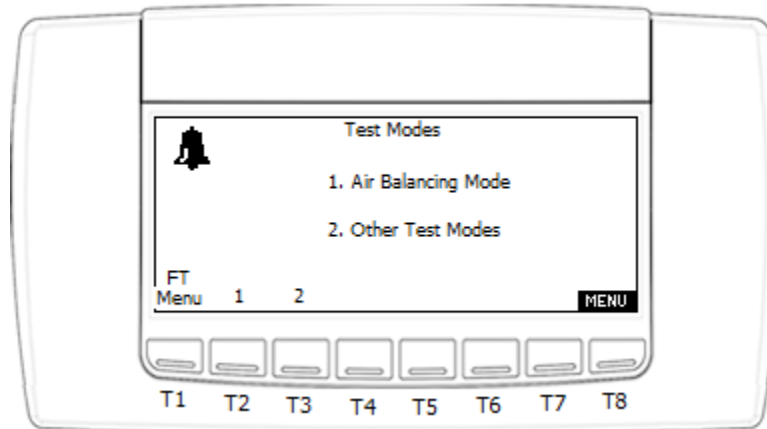 Test Modes
1. Air Balancing Mode
2. Other Test Modes
FT
Menu 1 2 MENU
T1 T2 T3 T4 T5 T6 T7 T8